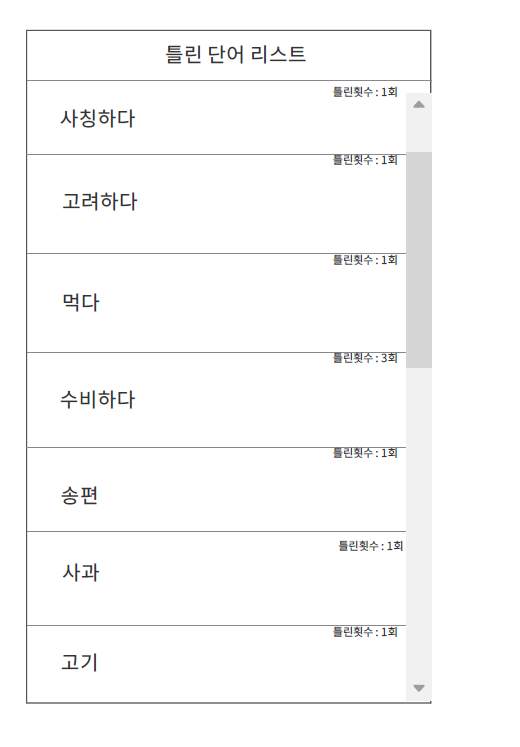 틀린 단어 리스트
틀린횟수 : 1회
사칭하다
틀린횟수 : 1회
고려하다
틀린횟수 : 1회
먹다
틀린횟수 : 3회
수비하다
틀린횟수 : 1회
송편
틀린횟수 : 1회
사과
틀린횟수 : 1회
고기